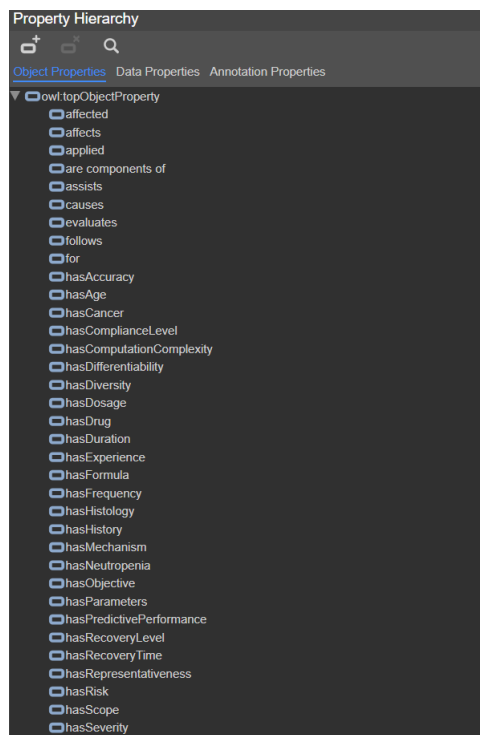 Property Hierarchy
Object Properties Data Properties Annotation Properties
owl:topObjectProperty
affected
affects
applied
are components of
assists
causes
evaluates
follows
for
hasAccuracy
hasAge
hasCancer
hasComplianceLevel
hasComputationComplexity
hasDifferentiability
hasDiversity
hasDosage
hasDrug
hasDuration
hasExperience
hasFormula
hasFrequency
hasHistology
hasHistory
hasMechanism
hasNeutropenia
hasObjective
hasParameters
hasPredictivePerformance
hasRecoveryLevel
hasRecoveryTime
hasRepresentativeness
hasRisk
hasScope
hasSeverity